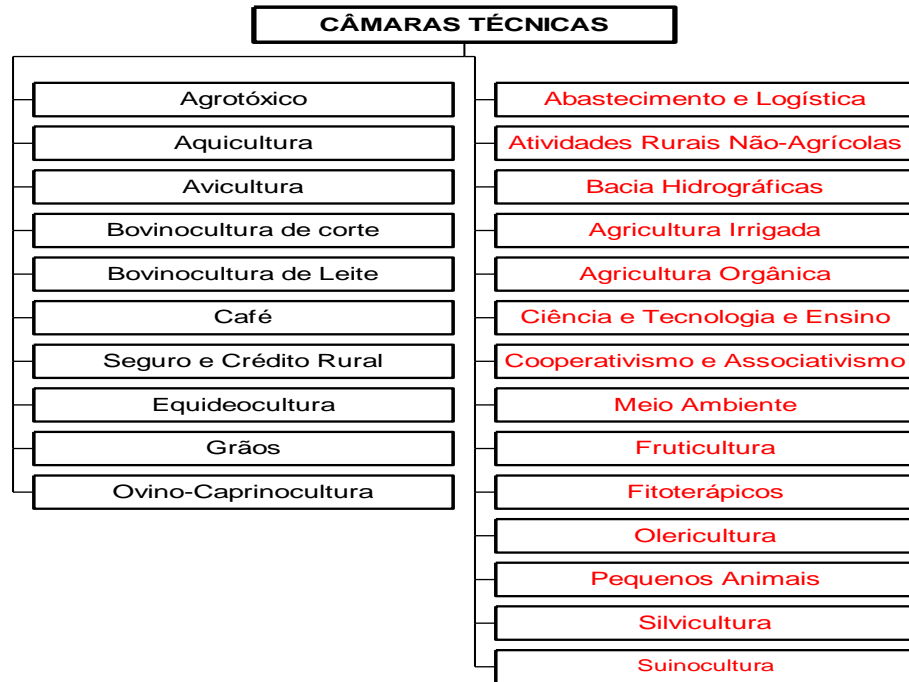 CÂMARAS TÉCNICAS
Agrotóxico
Aquicultura
Avicultura
Bovinocultura de corte
Bovinocultura de Leite
Café
Seguro e Crédito Rural
Equideocultura
Grãos
Ovino-Caprinocultura
Abastecimento e Logística
Atividades Rurais Não-Agrícolas
Bacia Hidrográficas
Agricultura Irrigada
Agricultura Orgânica
Ciência e Tecnologia e Ensino
Cooperativismo e Associativismo
Meio Ambiente
Fruticultura
Fitoterápicos
Olericultura
Pequenos Animais
Silvicultura
Suinocultura